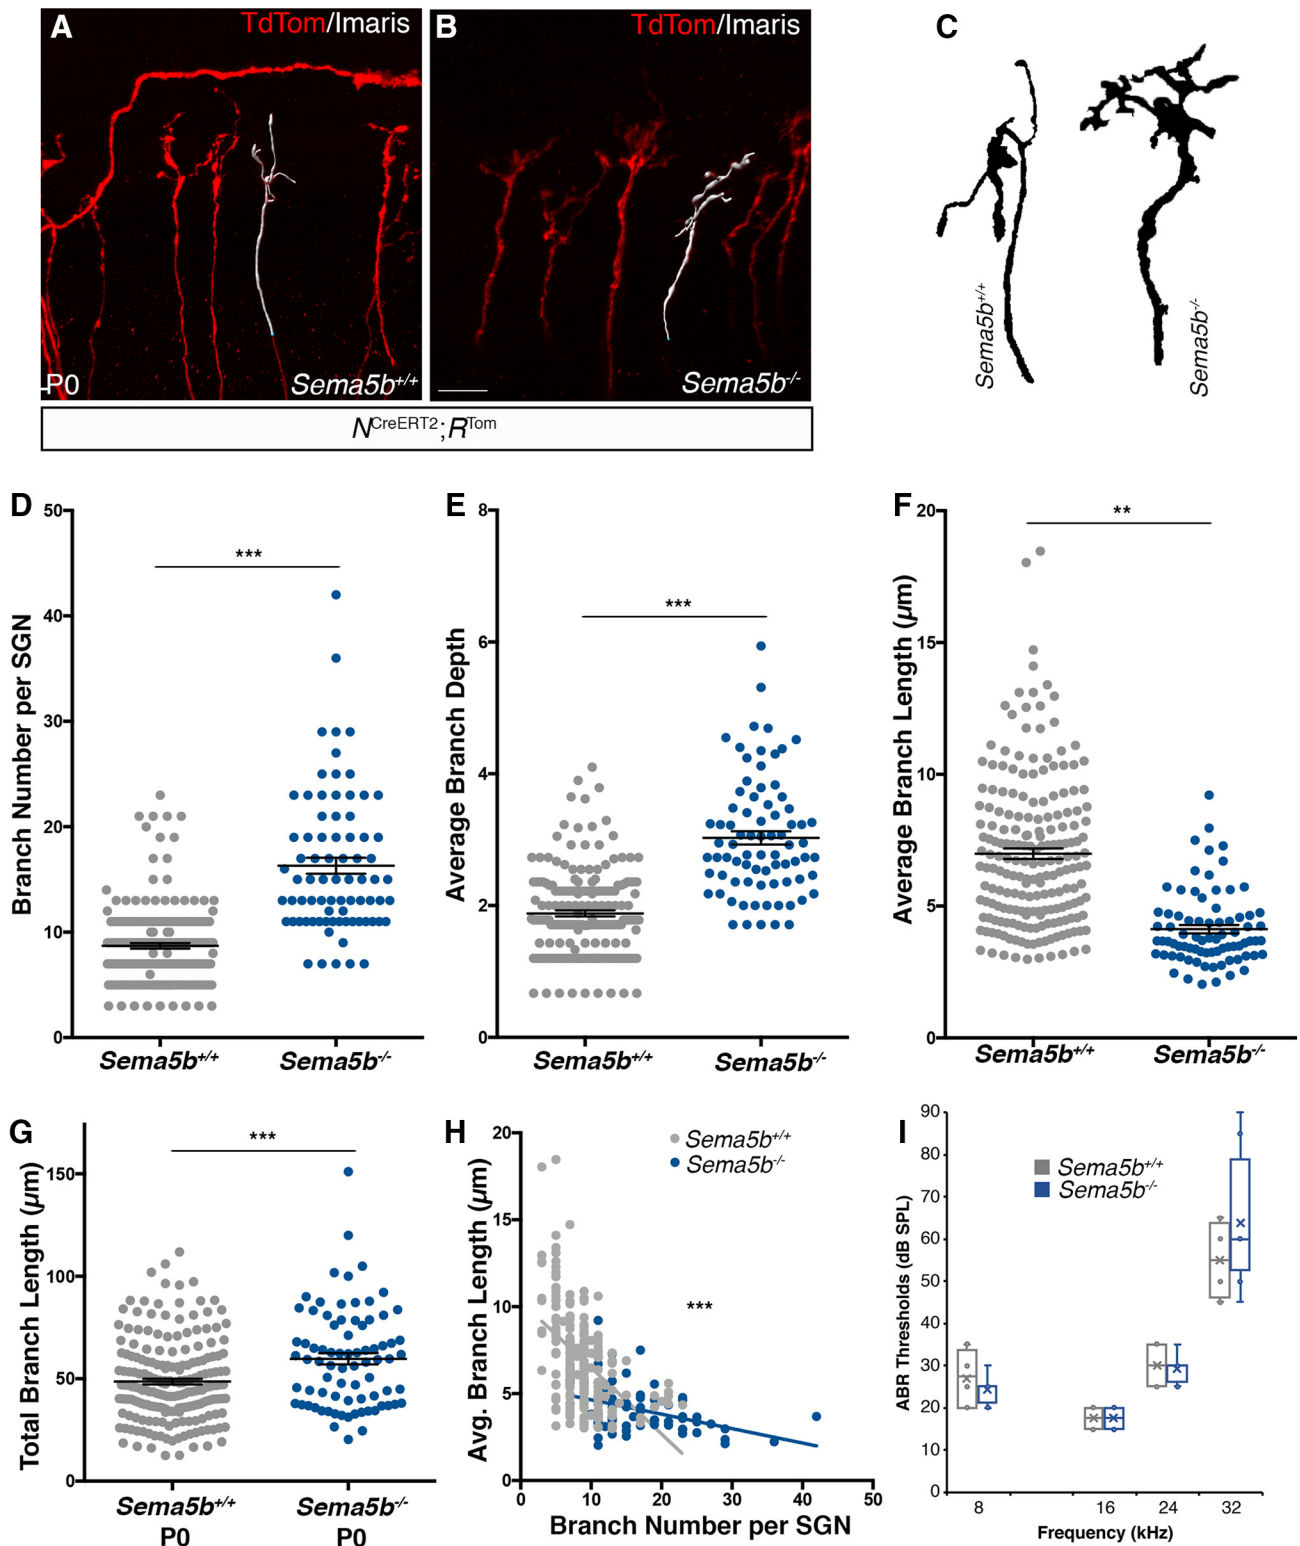 A
TdTom/Imaris
P0
Sema5b+/+
B
TdTom/Imaris
Sema5b-/-
NCreERT2;RTom
C
Sema5b+/+
Sema5b-/-
D
Branch Number per SGN
50
40
30
20
10
0
***
Sema5b+/+
Sema5b-/-
E
Average Branch Depth
8
6
4
2
0
***
Sema5b+/+
Sema5b-/-
F
Average Branch Length (µm)
20
15
10
5
0
**
Sema5b+/+
Sema5b-/-
G
Total Branch Length (µm)
150
100
50
0
***
Sema5b+/+
P0
Sema5b-/-
P0
H
Avg. Branch Length (µm)
20
15
10
5
0
Sema5b+/+
Sema5b-/-
***
0 10 20 30 40 50
Branch Number per SGN
I
ABR Thresholds (dB SPL)
90
80
70
60
50
40
30
20
10
0
Sema5b+/+
Sema5b-/-
8 16 24 32
Frequency (kHz)